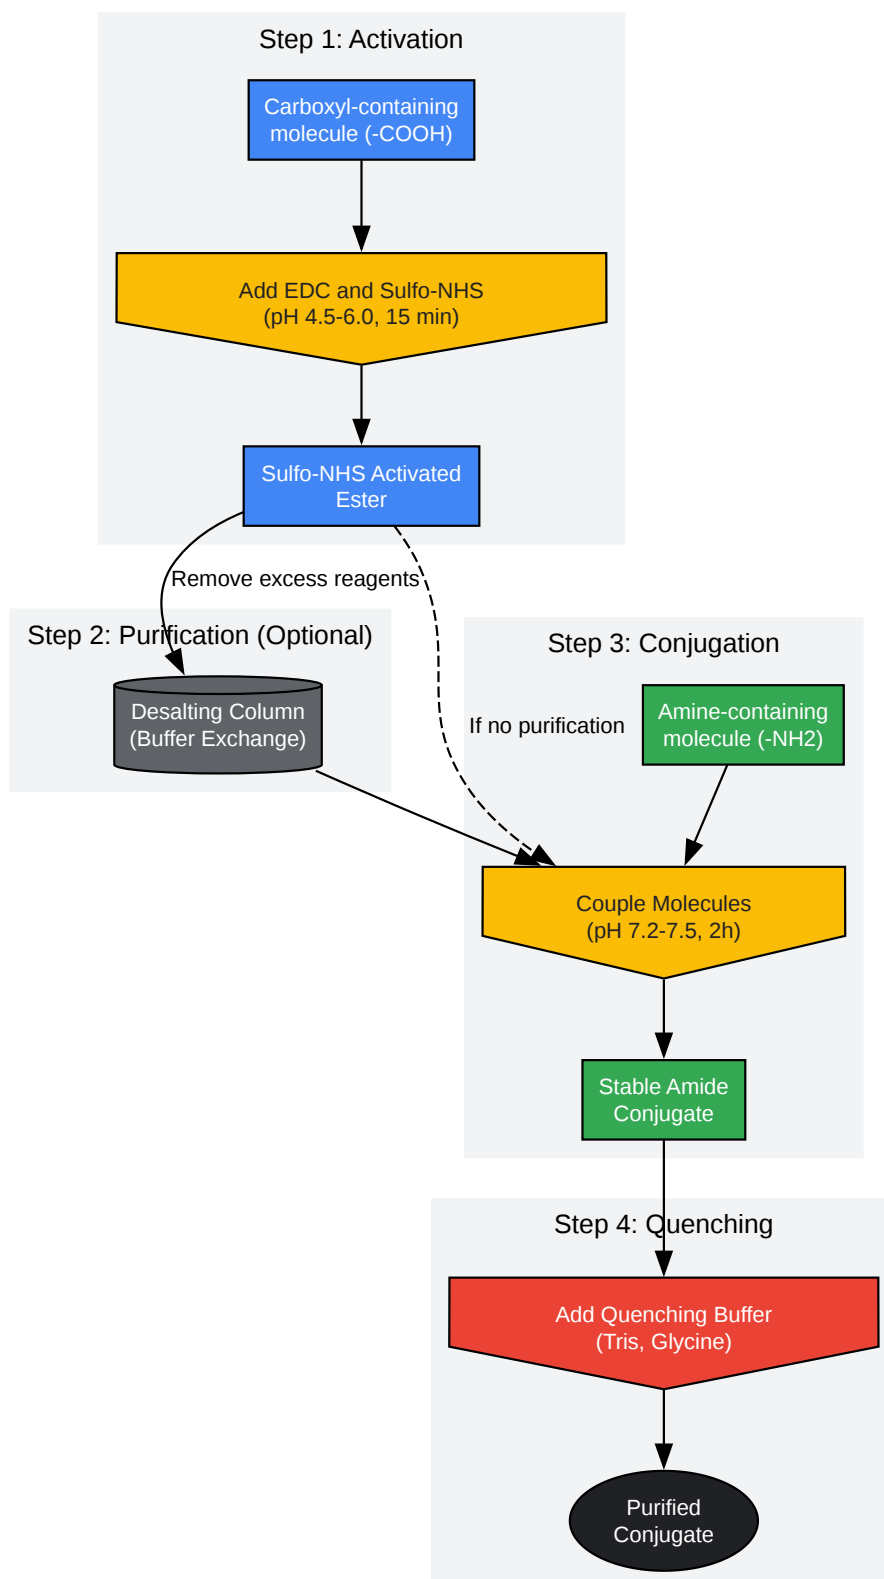 Step 1: Activation
Carboxyl-containing
molecule (-COOH)
Add EDC and Sulfo-NHS
(pH 4.5-6.0, 15 min)
Sulfo-NHS Activated
Ester
Remove excess reagents
Step 2: Purification (Optional)
Desalting Column
(Buffer Exchange)
If no purification
Step 3: Conjugation
Amine-containing
molecule (-NH2)
Couple Molecules
(pH 7.2-7.5, 2h)
Stable Amide
Conjugate
Step 4: Quenching
Add Quenching Buffer
(Tris, Glycine)
Purified
Conjugate